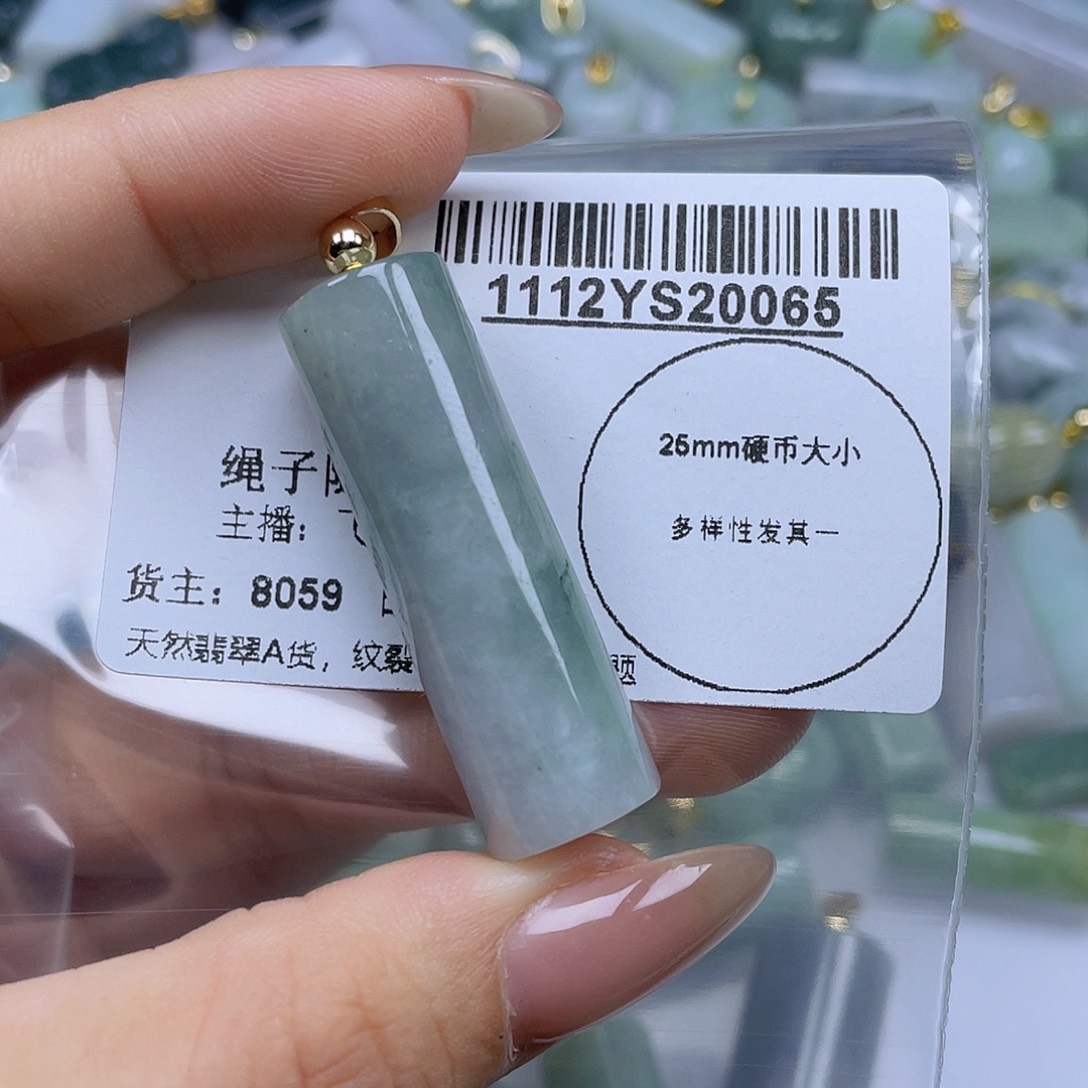 1112YS20065
25mm硬币大小
多样性发其一
绳子
主播：
货主：8059
天然翡翠A货，纹裂 题